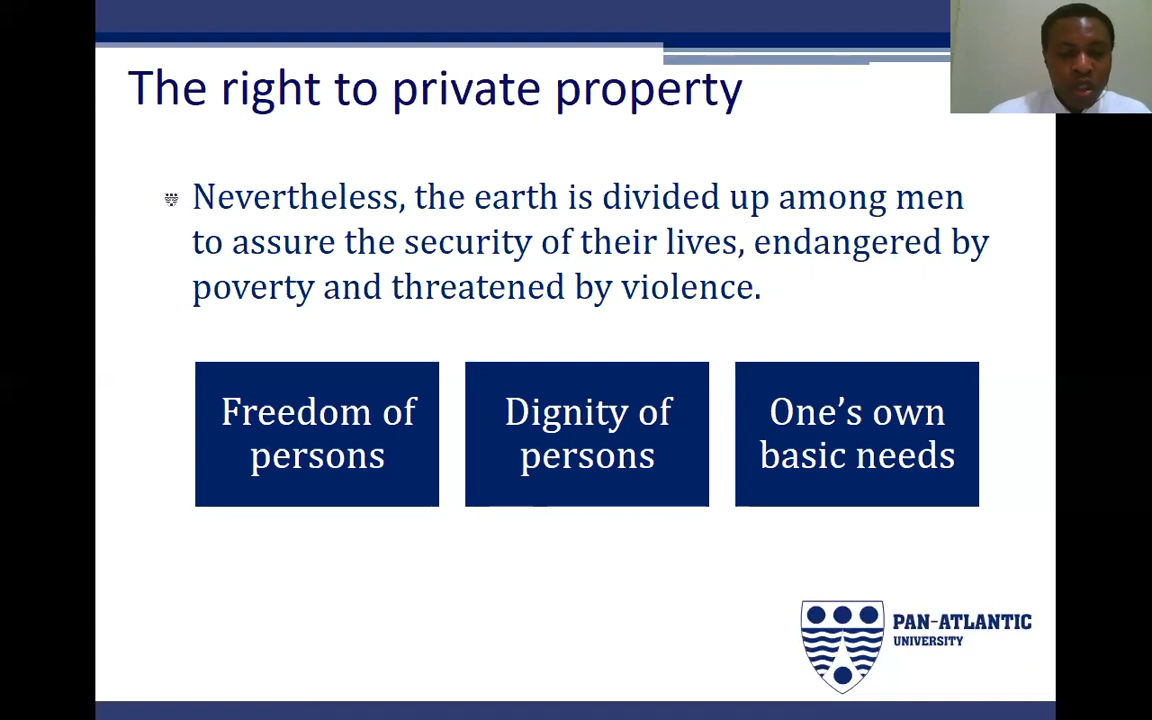 The right to private property
Nevertheless, the earth is divided up among men
to assure the security of their lives, endangered by
poverty and threatened by violence.
Freedom of
persons
Dignity of
persons
One’s own
basic needs
PAN-ATLANTIC
UNIVERSITY